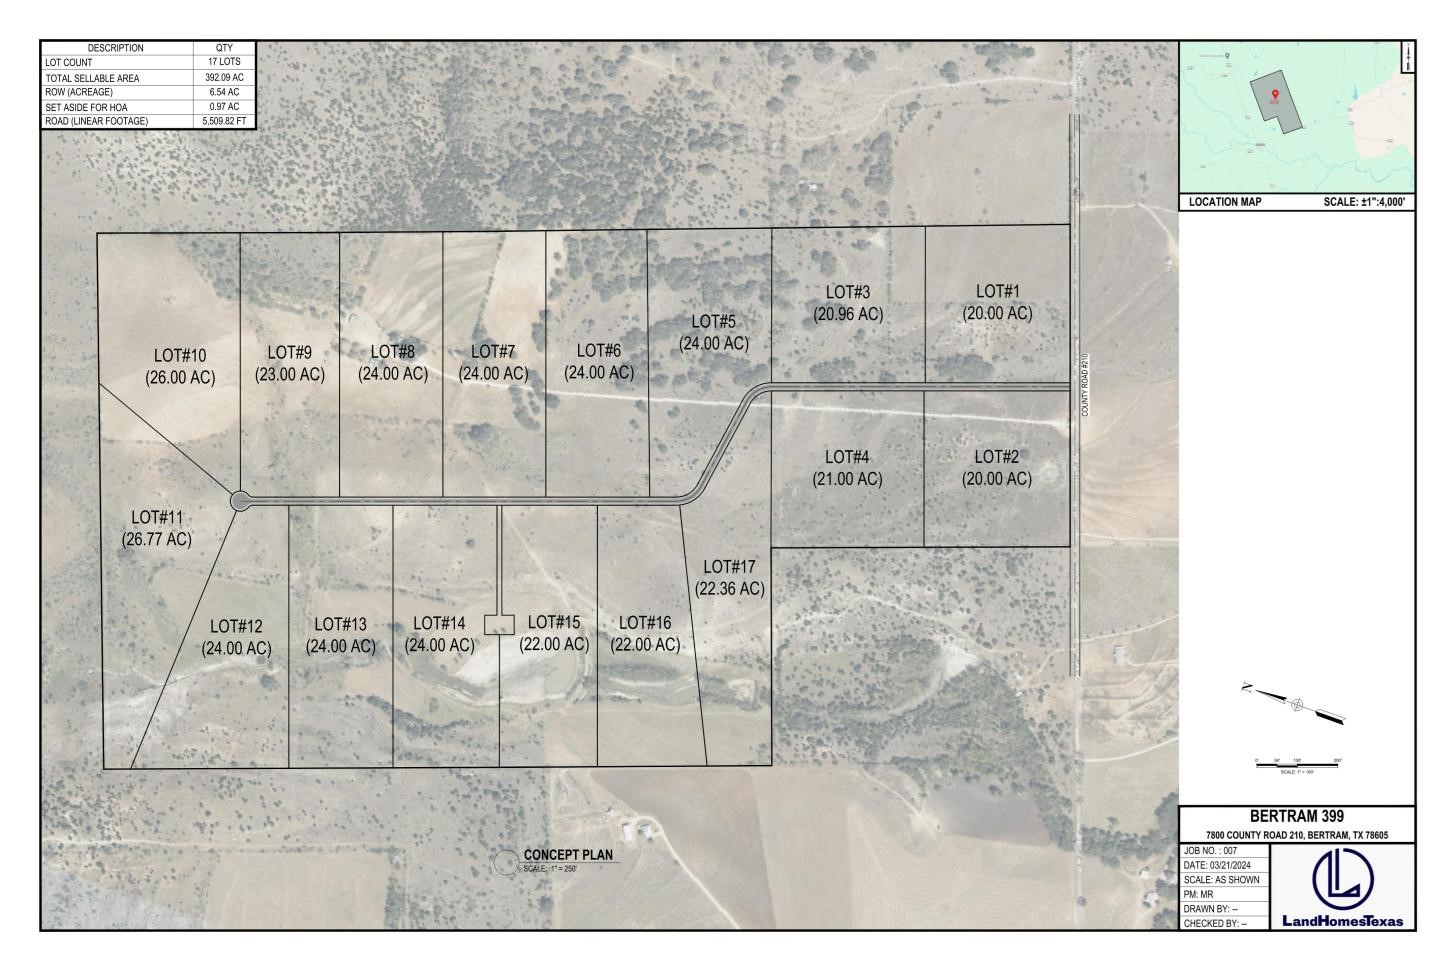 DESCRIPTION QTY
LOT COUNT 17 LOTS
TOTAL SELLABLE AREA 392.09 AC
ROW (ACREAGE) 6.54 AC
SET ASIDE FOR HOA 0.97 AC
ROAD (LINEAR FOOTAGE) 5,509.82 FT
LOCATION MAP SCALE: ±1":4,000'
LOT#10
(26.00 AC)
LOT#9
(23.00 AC)
LOT#8
(24.00 AC)
LOT#7
(24.00 AC)
LOT#6
(24.00 AC)
LOT#5
(24.00 AC)
LOT#3
(20.96 AC)
LOT#1
(20.00 AC)
COUNTY ROAD #210
LOT#4
(21.00 AC)
LOT#2
(20.00 AC)
LOT#11
(26.77 AC)
LOT#12
(24.00 AC)
LOT#13
(24.00 AC)
LOT#14
(24.00 AC)
LOT#15
(22.00 AC)
LOT#16
(22.00 AC)
LOT#17
(22.36 AC)
N
0' 50' 100' 200'
SCALE: 1" = 100'
CONCEPT PLAN
SCALE: 1" = 250'
BERTRAM 399
7800 COUNTY ROAD 210, BERTRAM, TX 78605
JOB NO. : 007
DATE: 03/21/2024
SCALE: AS SHOWN
PM: MR
DRAWN BY: --
CHECKED BY: --
LandHomesTexas